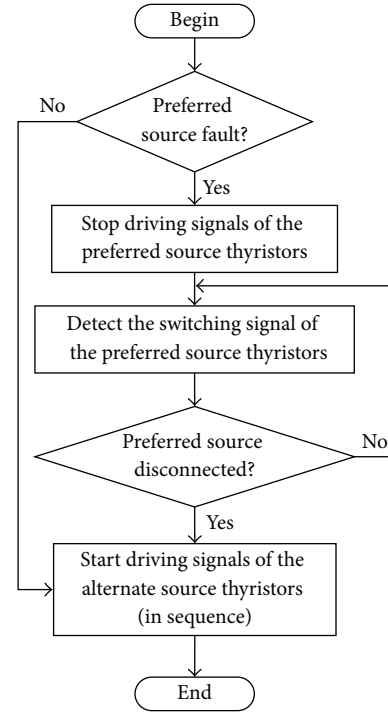 Begin
No
Preferred
source fault?
Yes
Stop driving signals of the
preferred source thyristors
Detect the switching signal of
the preferred source thyristors
Preferred source
disconnected?
No
Yes
Start driving signals of the
alternate source thyristors
(in sequence)
End